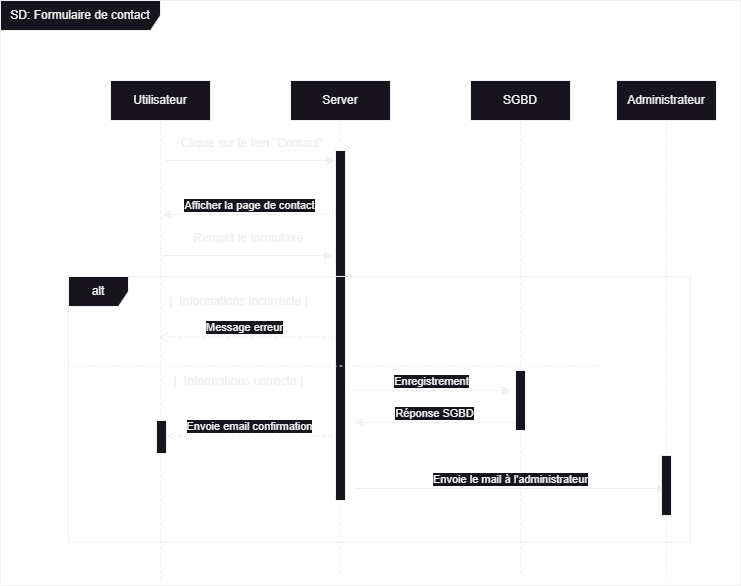 SD: Formulaire de contact
Utilisateur
Server
SGBD
Administrateur
Clique sur le lien "Contact"
Afficher la page de contact
Remplit le formulaire
alt
[ Informations incorrecte ]
Message erreur
[ Informations correcte ]
Enregistrement
Réponse SGBD
Envoie email confirmation
Envoie le mail à l'administrateur